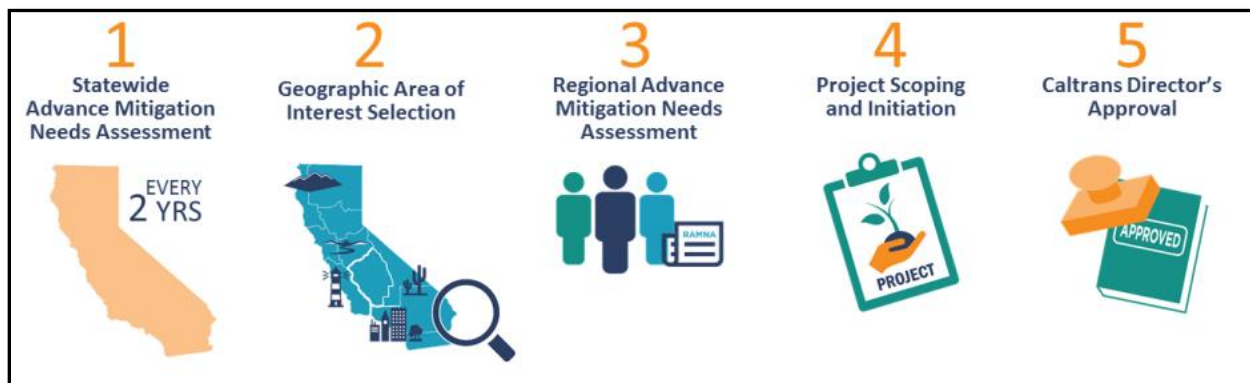 1
Statewide
Advance Mitigation
Needs Assessment
EVERY
2 YRS
2
Geographic Area of
Interest Selection
3
Regional Advance
Mitigation Needs
Assessment
RAMNA
4
Project Scoping
and Initiation
PROJECT
5
Caltrans Director's
Approval
APPROVED